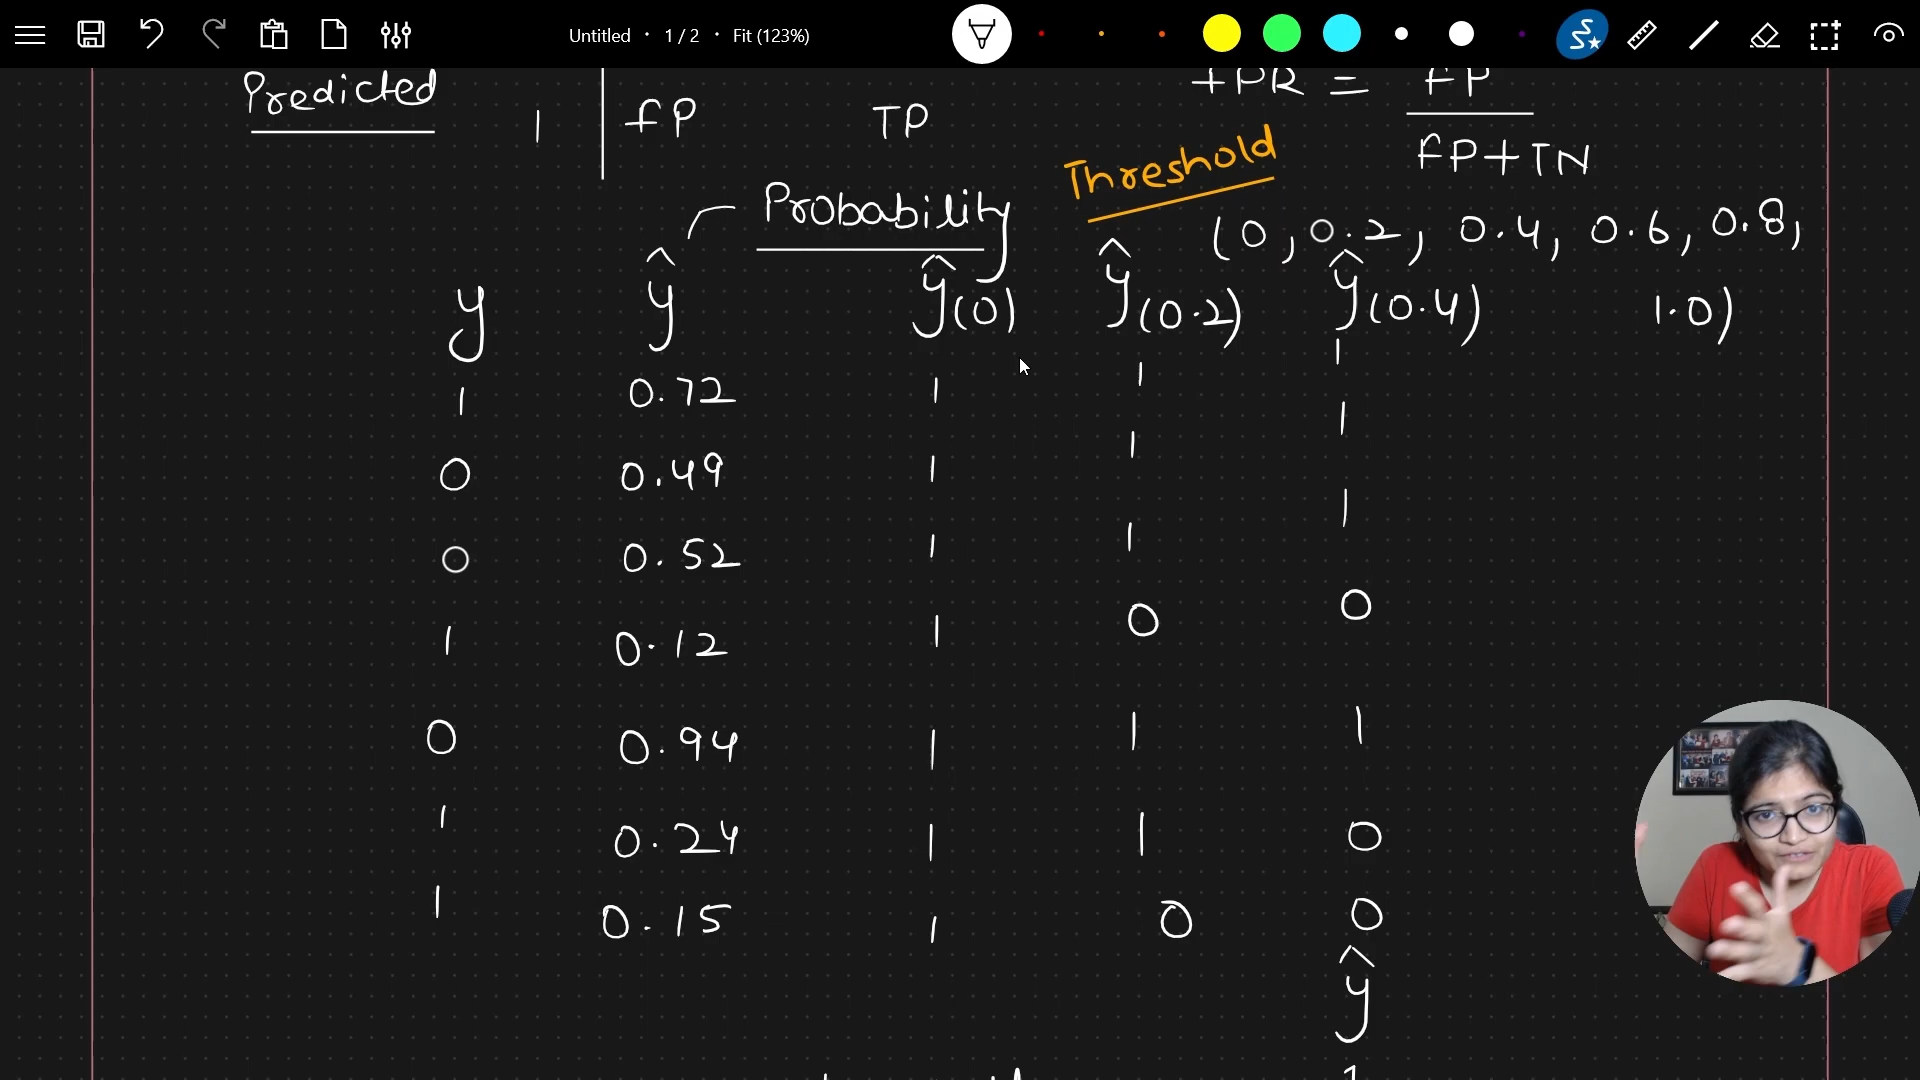 Untitled • 1 / 2 • Fit (123%)
Predicted 1 FP TP
FPR = FP
FP+TN
Threshold
Probability
(0, 0.2, 0.4, 0.6, 0.8,
1.0)
y ŷ ŷ(0) ŷ(0.2) ŷ(0.4)
1 0.72 1 1 1
0 0.49 1 1 1
0 0.52 1 1 1
1 0.12 1 0 0
0 0.94 1 1 1
1 0.24 1 1 0
1 0.15 1 0 0
ŷ